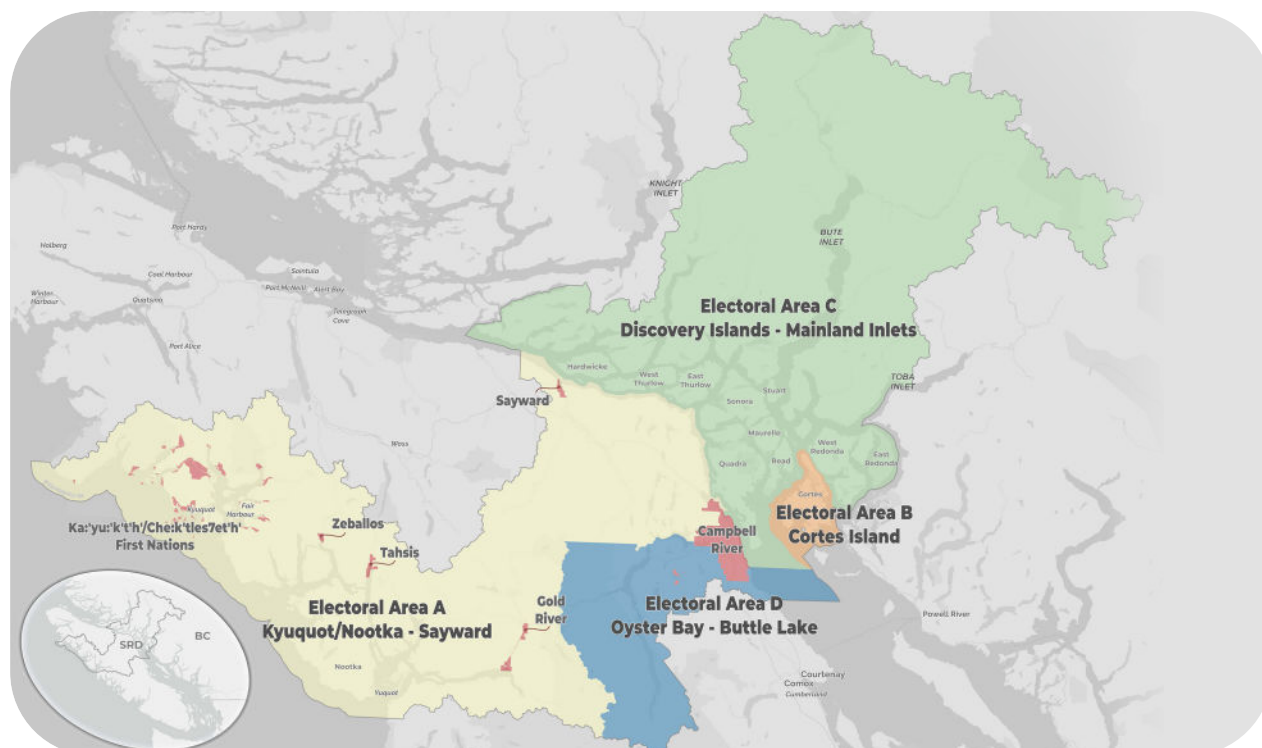 KNIGHT
INLET
Port Hardy
BUTE
INLET
Holberg
Coal Harbour
Sointula
Winter
Harbour
Quatsino
Port McNeill
Alert Bay
Telegraph
Cove
Electoral Area C
Discovery Islands - Mainland Inlets
Port Alice
Hardwicke
West
Thurlow
East
Thurlow
TOBA
INLET
Stuart
Sayward
Sonora
Maurelle
Woss
West
Redonda
Quadra
Read
East
Redonda
Cortes
Kyuquot
Fair
Harbour
Electoral Area B
Cortes Island
Ka:'yu:'k't'h'/Che:k'tles7et'h'
First Nations
Zeballos
Campbell
River
Tahsis
Electoral Area A
Kyuquot/Nootka - Sayward
Gold
River
Electoral Area D
Oyster Bay - Buttle Lake
Powell River
SRD
BC
Nootka
Yuquot
Courtenay
Comox
Cumberland